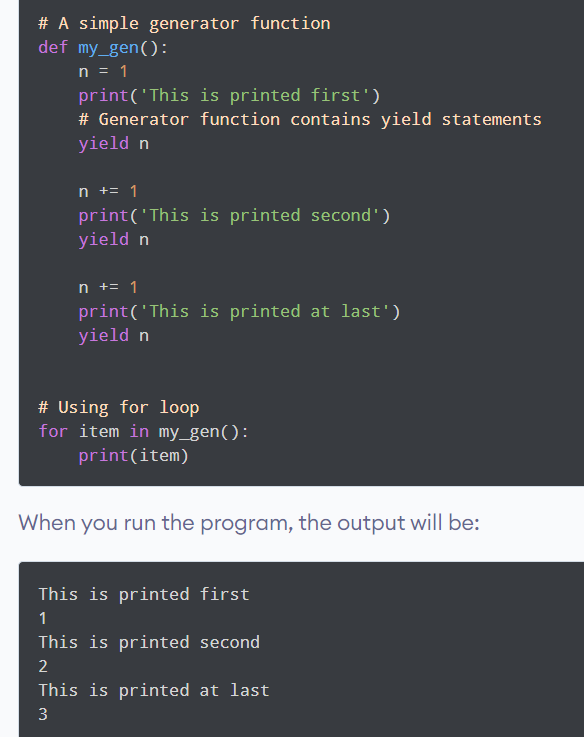 # A simple generator function
def my_gen():
    n = 1
    print('This is printed first')
    # Generator function contains yield statements
    yield n

    n += 1
    print('This is printed second')
    yield n

    n += 1
    print('This is printed at last')
    yield n


# Using for loop
for item in my_gen():
    print(item)
When you run the program, the output will be:
This is printed first
1
This is printed second
2
This is printed at last
3